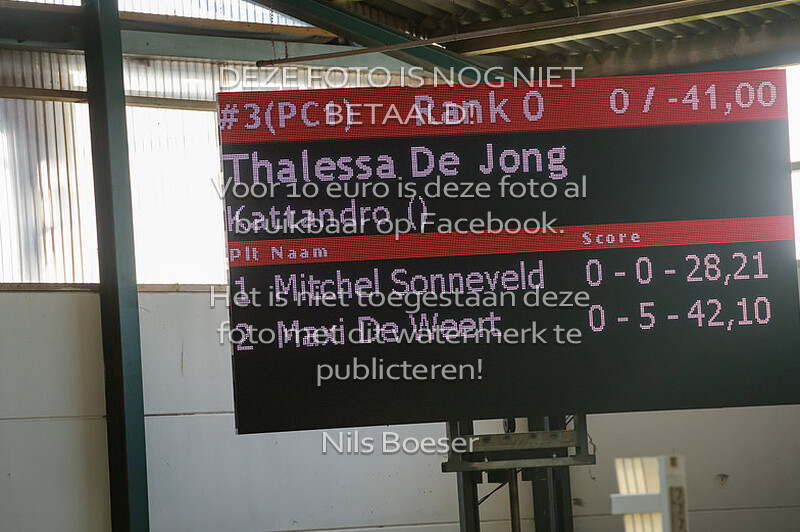 DEZE FOTO IS NOG NIET
BETAALD!
#3(PC1) Rank 0 0 / -41,00
Thalessa De Jong
Voor 10 euro is deze foto al
Kattandro ()
bruikbaar op Facebook.
Plt Naam Score
1 Mitchel Sonneveld 0 - 0 - 28,21
Het is niet toegestaan deze
2 Maxi De Weert 0 - 5 - 42,10
foto met dit watermerk te
publiceren!
Nils Boeser